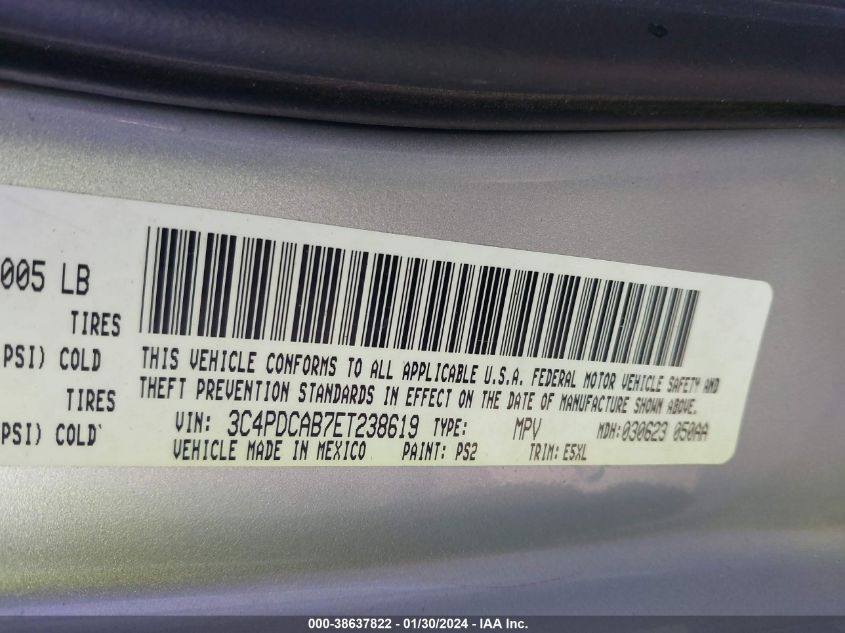 005 LB
TIRES
PSI) COLD
TIRES
PSI) COLD
THIS VEHICLE CONFORMS TO ALL APPLICABLE U.S.A. FEDERAL MOTOR VEHICLE SAFETY AND
THEFT PREVENTION STANDARDS IN EFFECT ON THE DATE OF MANUFACTURE SHOWN ABOVE.
VIN: 3C4PDCAB7ET238619 TYPE: MPV MDH:030623 050AA
VEHICLE MADE IN MEXICO PAINT: PS2 TRIM: E5XL
000-38637822 - 01/30/2024 - IAA Inc.